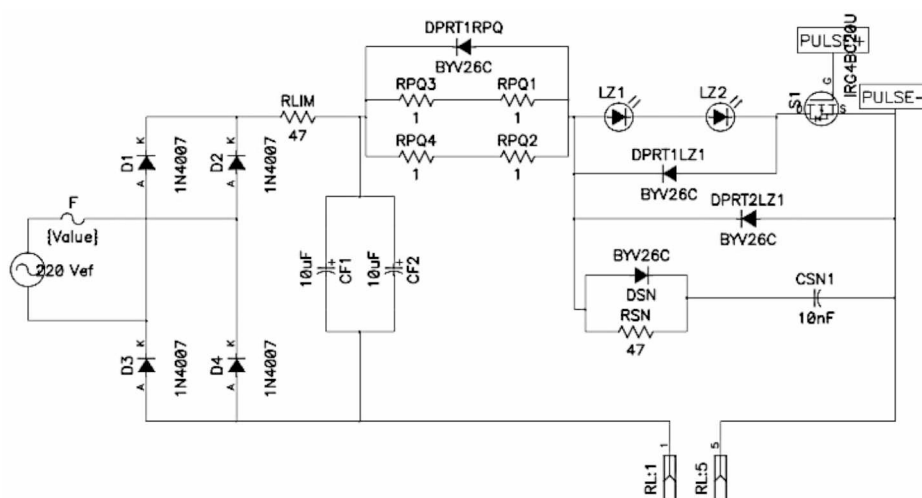 DPRT1RPQ
BYV26C
RPQ3
RPQ1
1
1
RPQ4
RPQ2
1
1
RLIM
47
LZ1
LZ2
PULSE+
PULSE-
IRG4BC20U
G
S1
D
S
DPRT1LZ1
BYV26C
DPRT2LZ1
BYV26C
BYV26C
DSN
RSN
47
CSN1
10nF
K
D1
A
1N4007
K
D2
A
1N4007
F
{Value}
220 Vef
10uF
+
CF1
10uF
+
CF2
K
D3
A
1N4007
K
D4
A
1N4007
1
RL:1
5
RL:5